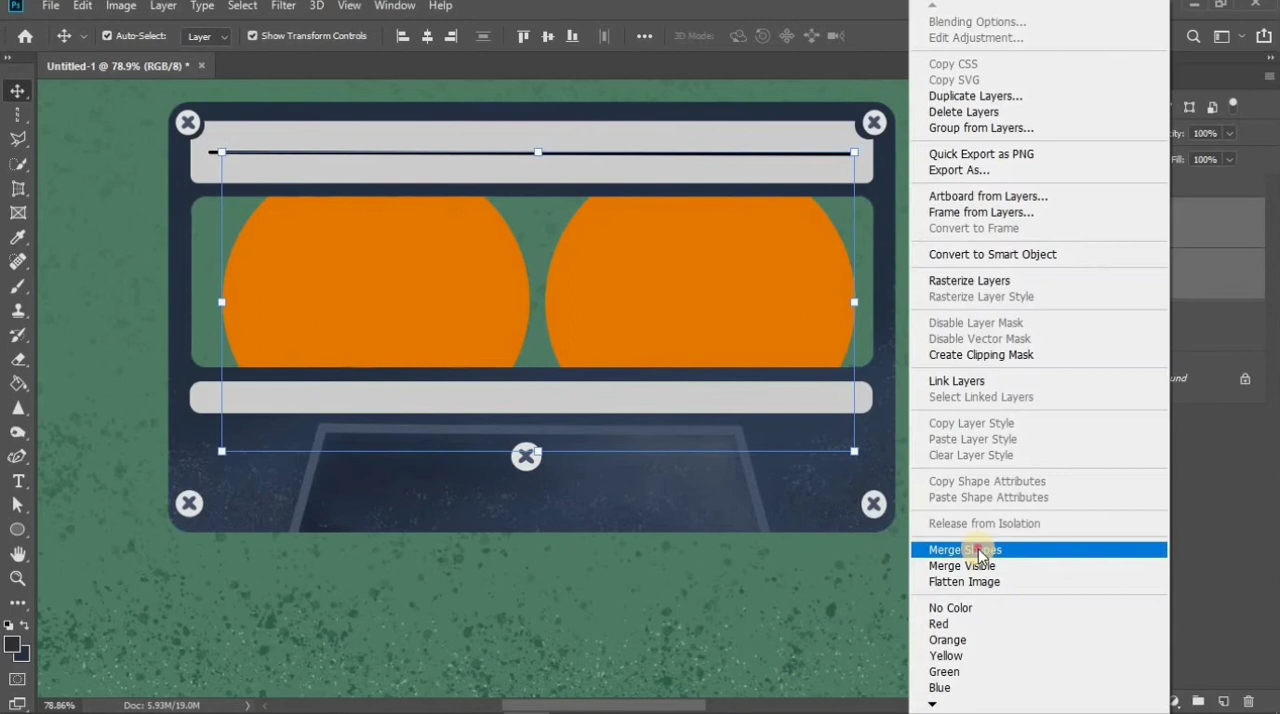 Ps File Edit Image Layer Type Select Filter 3D View Window Help
Auto-Select: Layer Show Transform Controls 3D Mode:
Untitled-1 @ 78.9% (RGB/8) *
Blending Options...
Edit Adjustment...
Copy CSS
Copy SVG
Duplicate Layers...
Delete Layers
Group from Layers...
Quick Export as PNG
Export As...
Artboard from Layers...
Frame from Layers...
Convert to Frame
Convert to Smart Object
Rasterize Layers
Rasterize Layer Style
Disable Layer Mask
Disable Vector Mask
Create Clipping Mask
Link Layers
Select Linked Layers
Copy Layer Style
Paste Layer Style
Clear Layer Style
Copy Shape Attributes
Paste Shape Attributes
Release from Isolation
Merge Shapes
Merge Visible
Flatten Image
No Color
Red
Orange
Yellow
Green
Blue
100%
Fill: 100%
78.86% Doc: 5.93M/19.0M